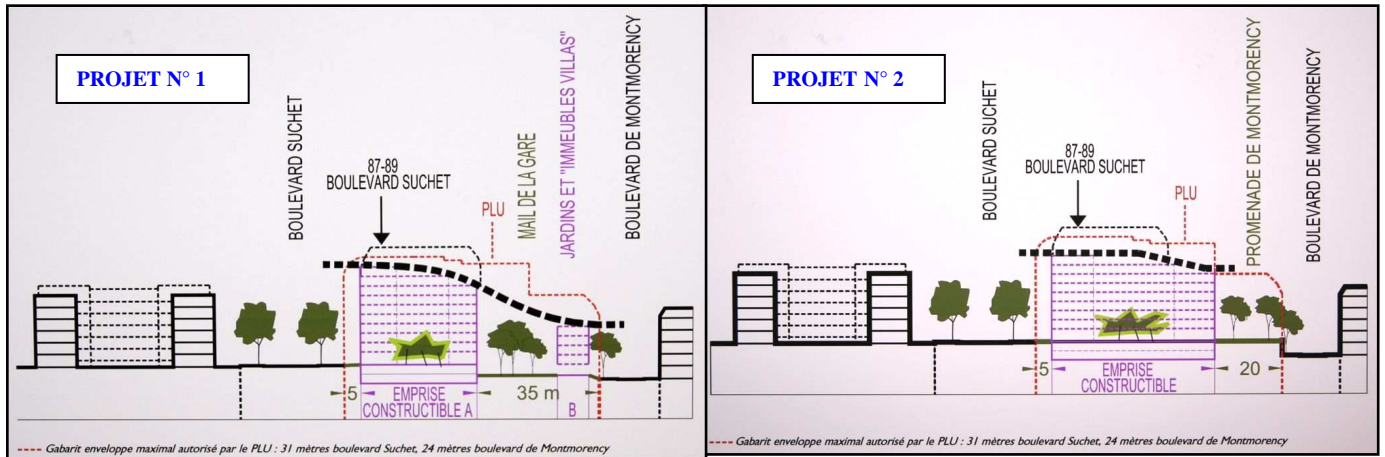 PROJET N° 1
BOULEVARD SUCHET
87-89
BOULEVARD SUCHET
PLU
MAIL DE LA GARE
JARDINS ET "IMMEUBLES VILLAS"
BOULEVARD DE MONTMORENCY
5
EMPRISE
CONSTRUCTIBLE A
35 m
B
Gabarit enveloppe maximal autorisé par le PLU : 31 mètres boulevard Suchet, 24 mètres boulevard de Montmorency
PROJET N° 2
BOULEVARD SUCHET
87-89
BOULEVARD SUCHET
PLU
PROMENADE DE MONTMORENCY
BOULEVARD DE MONTMORENCY
5
EMPRISE
CONSTRUCTIBLE
20
Gabarit enveloppe maximal autorisé par le PLU : 31 mètres boulevard Suchet, 24 mètres boulevard de Montmorency